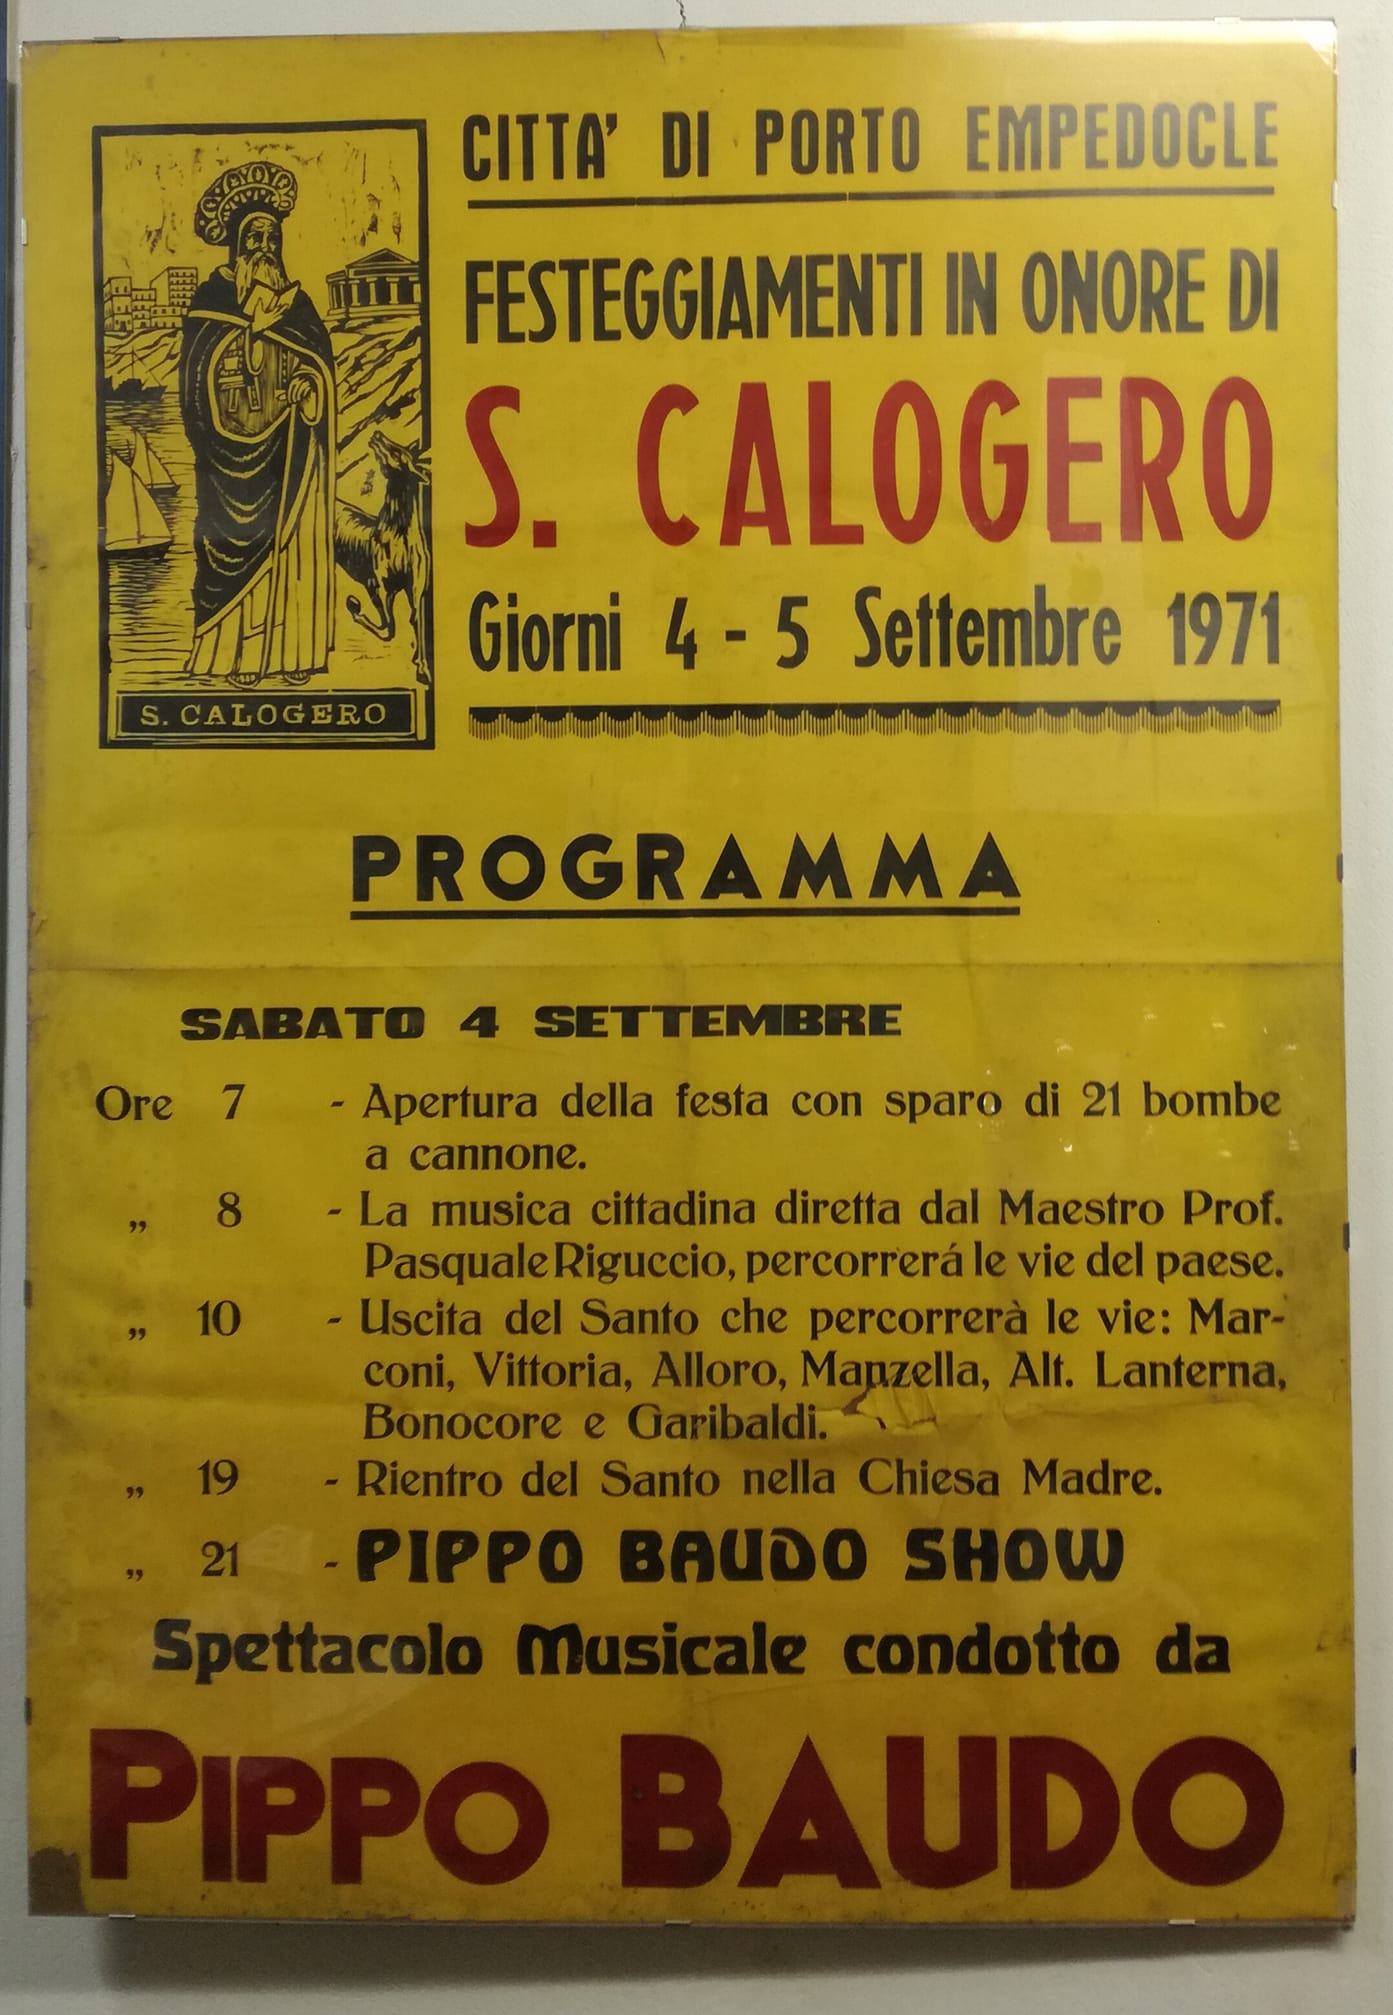 CITTA' DI PORTO EMPEDOCLE
FESTEGGIAMENTI IN ONORE DI
S. CALOGERO
Giorni 4 - 5 Settembre 1971
S. CALOGERO
PROGRAMMA
SABATO 4 SETTEMBRE
Ore 7 - Apertura della festa con sparo di 21 bombe
a cannone.
„ 8 - La musica cittadina diretta dal Maestro Prof.
Pasquale Riguccio, percorrerá le vie del paese.
„ 10 - Uscita del Santo che percorrerà le vie: Mar-
coni, Vittoria, Alloro, Manzella, Alt. Lanterna,
Bonocore e Garibaldi.
„ 19 - Rientro del Santo nella Chiesa Madre.
„ 21 - PIPPO BAUDO SHOW
Spettacolo Musicale condotto da
PIPPO BAUDO